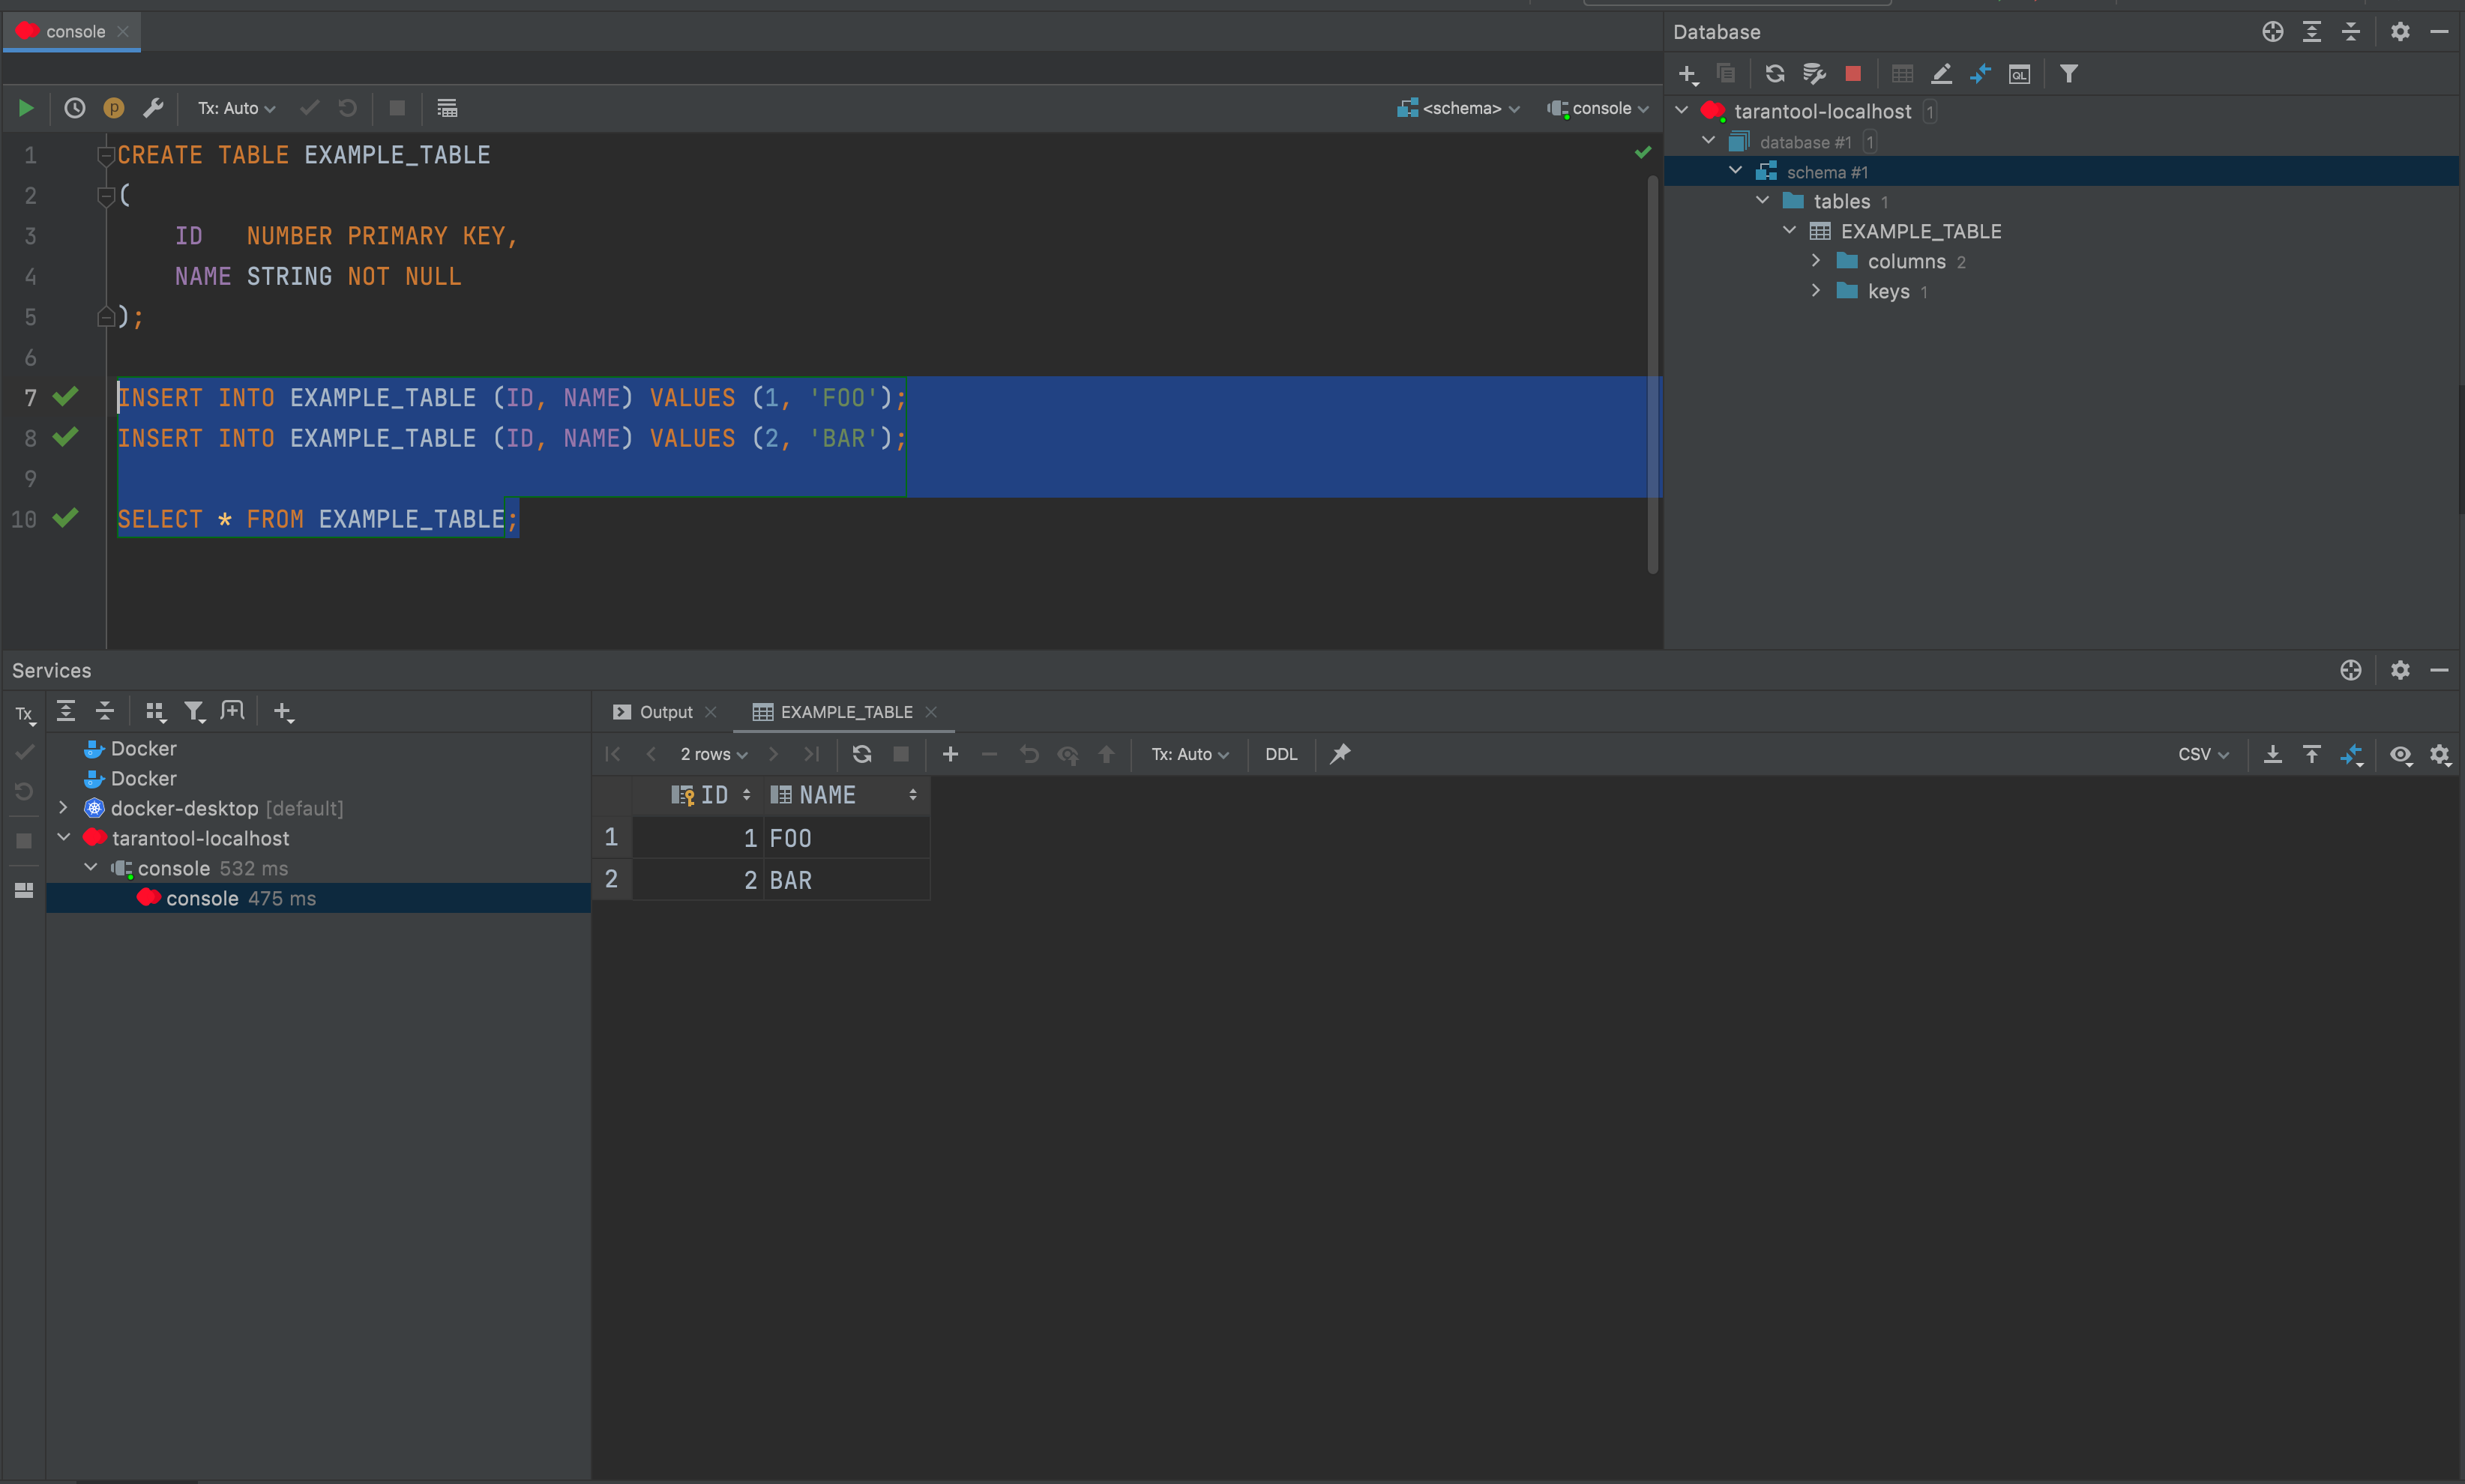 console
Tx: Auto
<schema>
console
1 CREATE TABLE EXAMPLE_TABLE
2 (
3 ID NUMBER PRIMARY KEY,
4 NAME STRING NOT NULL
5 );
6
7 INSERT INTO EXAMPLE_TABLE (ID, NAME) VALUES (1, 'FOO');
8 INSERT INTO EXAMPLE_TABLE (ID, NAME) VALUES (2, 'BAR');
9
10 SELECT * FROM EXAMPLE_TABLE;
Database
QL
tarantool-localhost 1
database #1 1
schema #1
tables 1
EXAMPLE_TABLE
columns 2
keys 1
Services
Tx
Docker
Docker
docker-desktop [default]
tarantool-localhost
console 532 ms
console 475 ms
Output
EXAMPLE_TABLE
2 rows
Tx: Auto
DDL
CSV
ID NAME
1 1 FOO
2 2 BAR